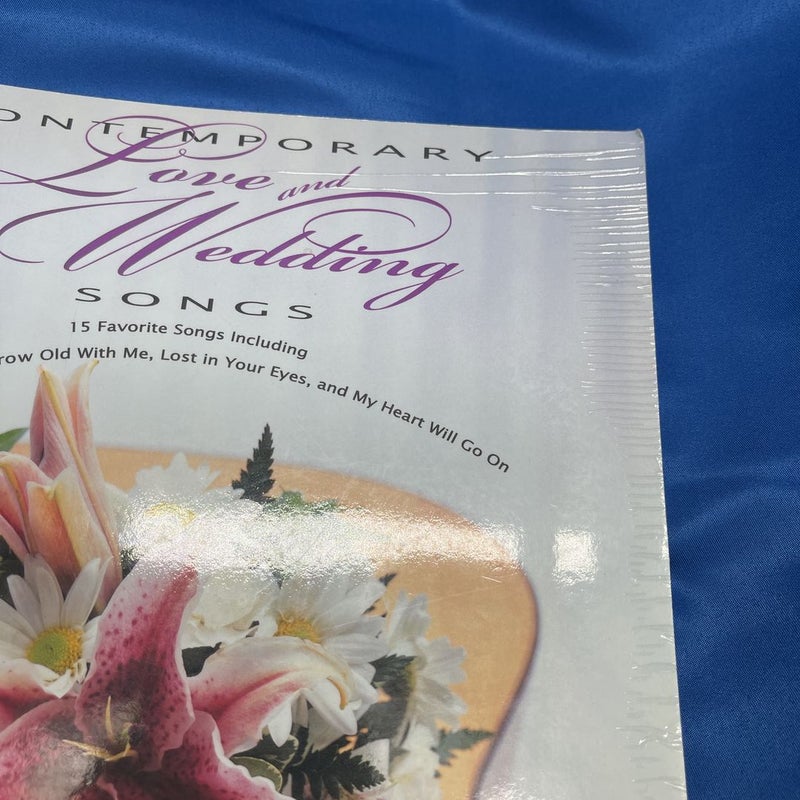 ONTEMPORARY
Love and
Wedding
SONGS
15 Favorite Songs Including
row Old With Me, Lost in Your Eyes, and My Heart Will Go On